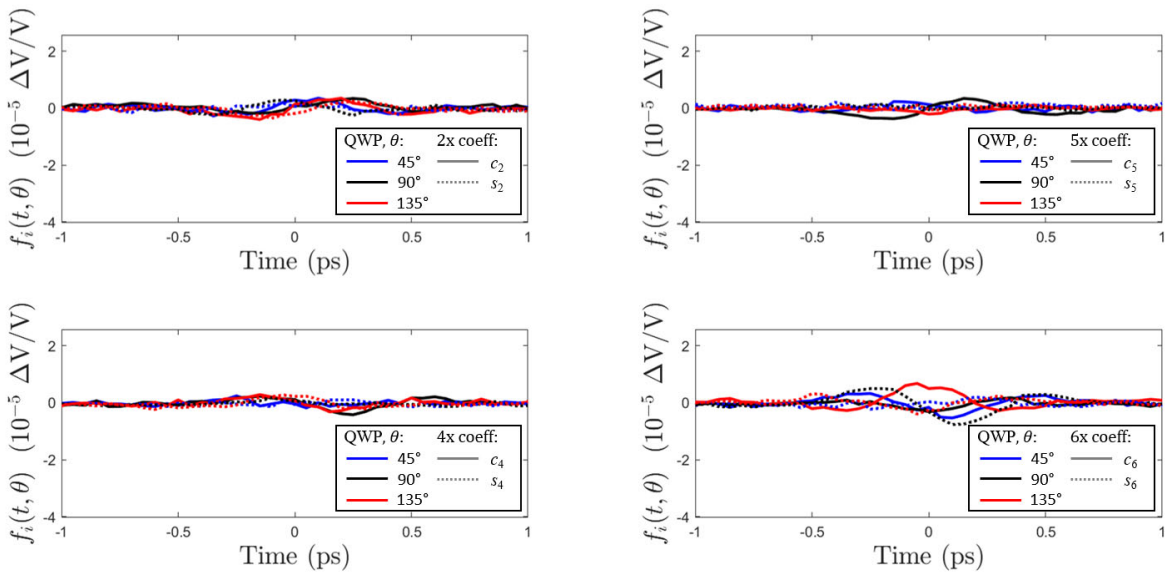 f_i(t, θ) (10^{-5} ΔV/V)
2
0
-2
-4
QWP, θ: 2x coeff:
45° c_2
90° s_2
135°
-1 -0.5 0 0.5 1
Time (ps)
f_i(t, θ) (10^{-5} ΔV/V)
2
0
-2
-4
QWP, θ: 5x coeff:
45° c_5
90° s_5
135°
-1 -0.5 0 0.5 1
Time (ps)
f_i(t, θ) (10^{-5} ΔV/V)
2
0
-2
-4
QWP, θ: 4x coeff:
45° c_4
90° s_4
135°
-1 -0.5 0 0.5 1
Time (ps)
f_i(t, θ) (10^{-5} ΔV/V)
2
0
-2
-4
QWP, θ: 6x coeff:
45° c_6
90° s_6
135°
-1 -0.5 0 0.5 1
Time (ps)